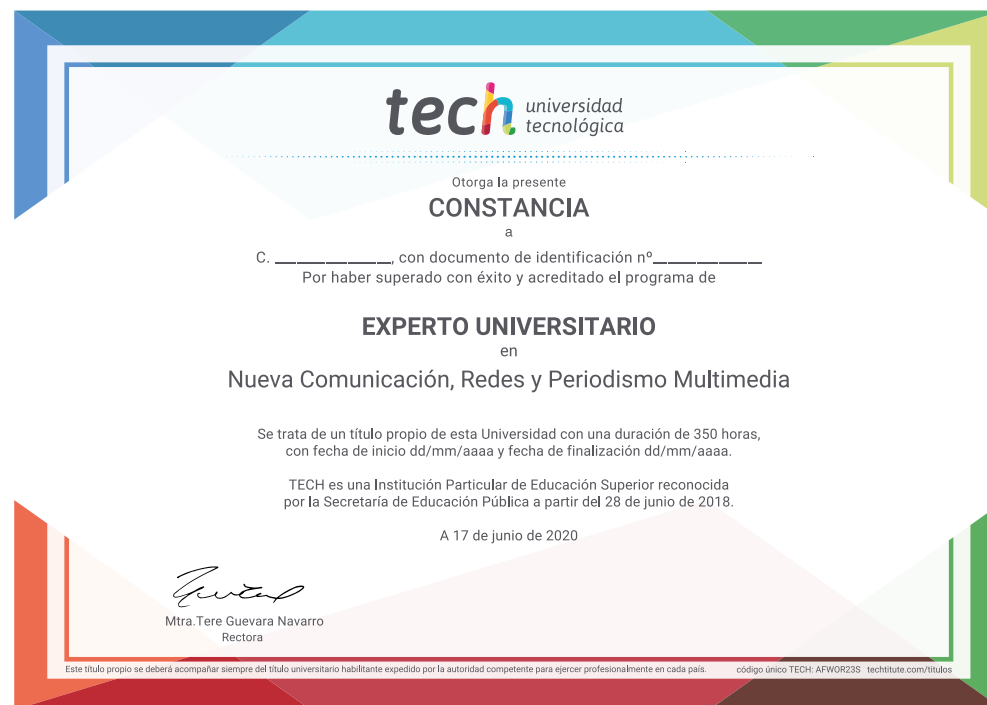 tech universidad
tecnológica
Otorga la presente
CONSTANCIA
a
C. ______________, con documento de identificación nº______________
Por haber superado con éxito y acreditado el programa de
EXPERTO UNIVERSITARIO
en
Nueva Comunicación, Redes y Periodismo Multimedia
Se trata de un título propio de esta Universidad con una duración de 350 horas,
con fecha de inicio dd/mm/aaaa y fecha de finalización dd/mm/aaaa.
TECH es una Institución Particular de Educación Superior reconocida
por la Secretaría de Educación Pública a partir del 28 de junio de 2018.
A 17 de junio de 2020
Mtra.Tere Guevara Navarro
Rectora
Este título propio se deberá acompañar siempre del título universitario habilitante expedido por la autoridad competente para ejercer profesionalmente en cada país. código único TECH: AFWOR23S techtitute.com/titulos